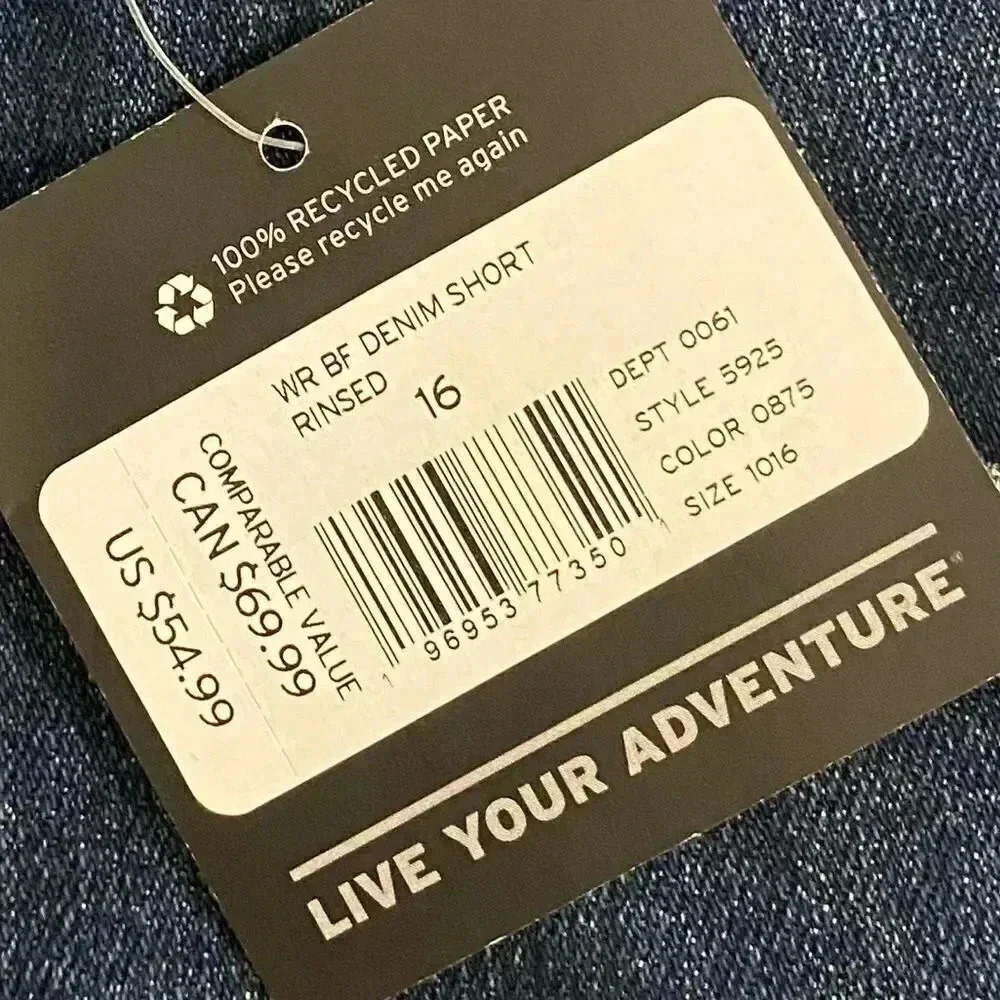 100% RECYCLED PAPER
Please recycle me again
WR BF DENIM SHORT
RINSED
16
DEPT 0061
STYLE 5925
COLOR 0875
SIZE 1016
1 96953 77350 1
COMPARABLE VALUE
CAN $69.99
US $54.99
LIVE YOUR ADVENTURE